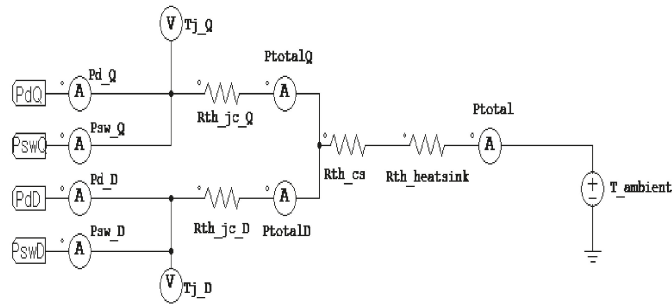 V
Tj_Q
PdQ
Pd_Q
A
PtotalQ
A
Rth_jc_Q
Ptotal
PswQ
Psw_Q
A
A
Rth_cs
Rth_heatsink
PdD
Pd_D
A
T_ambient
A
Rth_jc_D
PtotalD
PswD
Psw_D
A
V
Tj_D